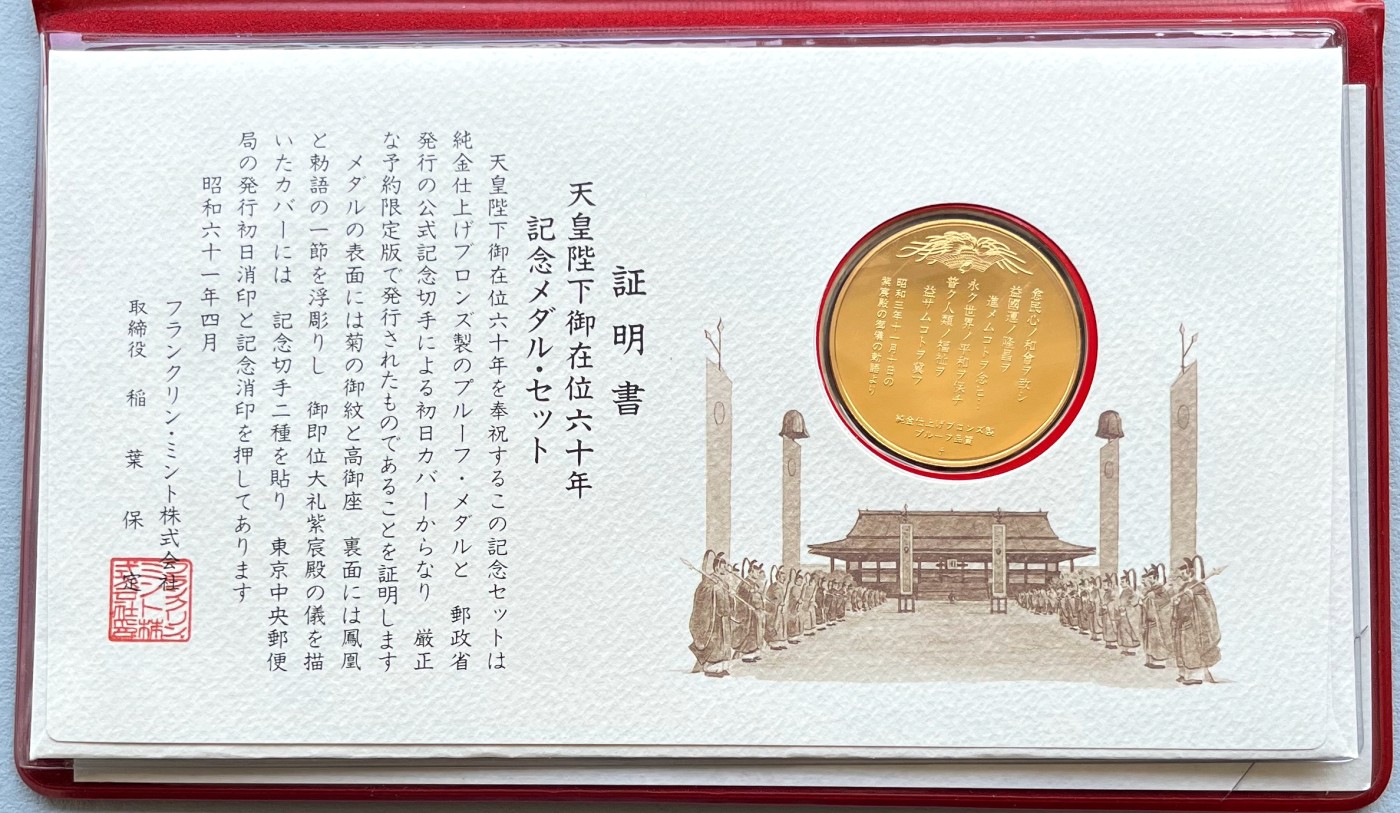 証明書
天皇陛下御在位六十年
記念メダル・セット
天皇陛下御在位六十年を奉祝するこの記念セットは
純金仕上げブロンズ製のプルーフ・メダルと　郵政省
発行の公式記念切手による初日カバーからなり　厳正
な予約限定版で発行されたものであることを証明します
メダルの表面には菊の御紋と高御座　裏面には鳳凰
と勅語の一節を浮彫りし　御即位大礼紫宸殿の儀を描
いたカバーには　記念切手二種を貼り　東京中央郵便
局の発行初日消印と記念消印を押してあります
昭和六十一年四月
フランクリン・ミント株式会社
取締役　稲葉保
愈民心ノ和會ヲ致シ
益國運ノ隆昌ヲ
進メムコトヲ念ヒ…
永ク世界ノ平和ヲ保チ
普ク人類ノ福祉ヲ
益サムコトヲ冀フ
昭和三年十一月十日の
紫宸殿の御儀の勅語より
純金仕上げブロンズ製
プルーフ品質